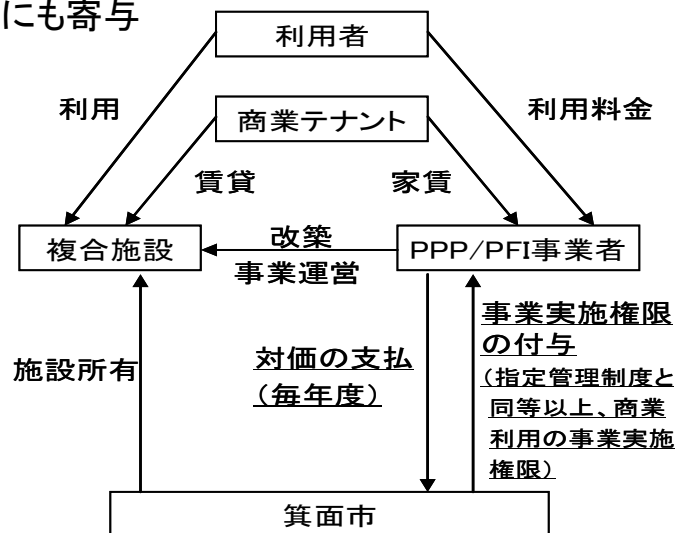 にも寄与
利用者
利用
商業テナント
利用料金
賃貸
家賃
複合施設
改築
事業運営
PPP/PFI事業者
施設所有
対価の支払
（毎年度）
事業実施権限
の付与
（指定管理制度と
同等以上、商業
利用の事業実施
権限）
箕面市